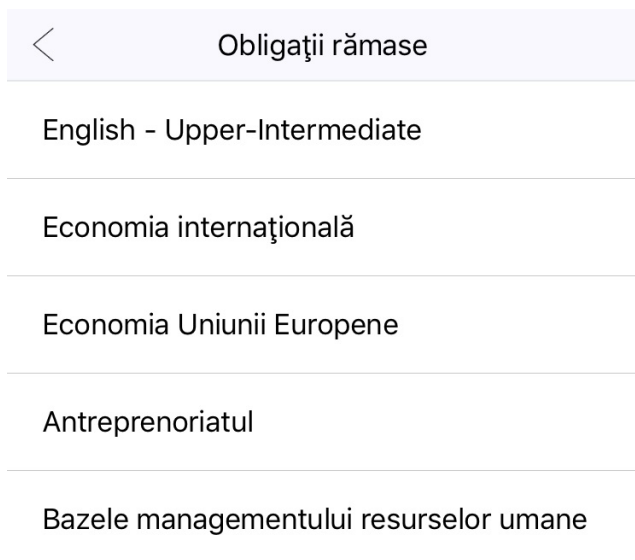 Obligaţii rămase
English - Upper-Intermediate
Economia internaţională
Economia Uniunii Europene
Antreprenoriatul
Bazele managementului resurselor umane